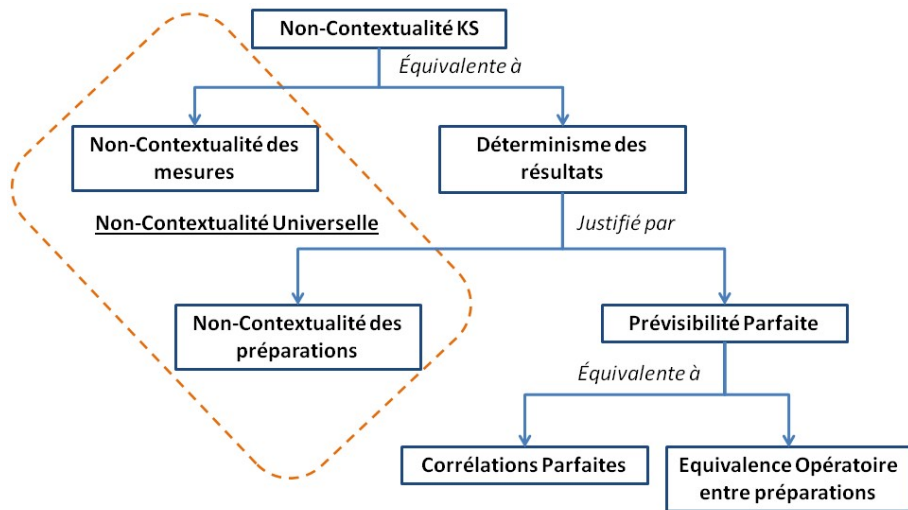 Non-Contextualité KS
Équivalente à
Non-Contextualité des
mesures
Déterminisme des
résultats
Non-Contextualité Universelle
Justifié par
Non-Contextualité des
préparations
Prévisibilité Parfaite
Équivalente à
Corrélations Parfaites
Equivalence Opératoire
entre préparations